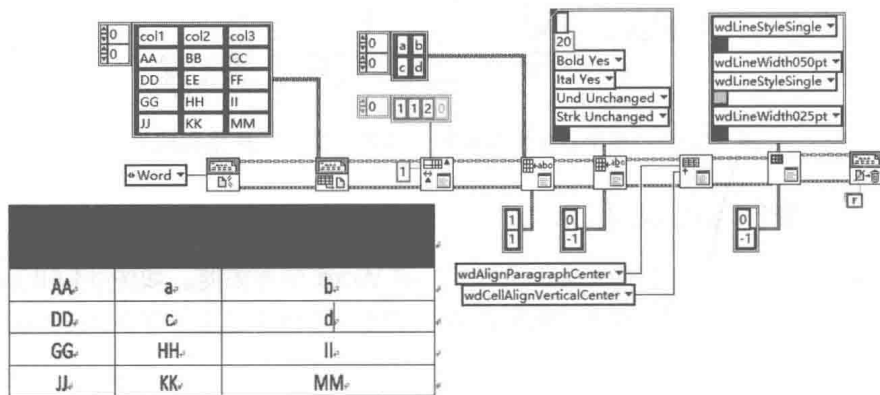 0
0
col1 col2 col3
AA BB CC
DD EE FF
GG HH II
JJ KK MM
0
0
a b
c d
0
1 1 2 0
20
Bold Yes
Ital Yes
Und Unchanged
Strk Unchanged
wdLineStyleSingle
wdLineWidth050pt
wdLineStyleSingle
wdLineWidth025pt
Word
1
abc
abc
1
1
0
-1
0
-1
F
wdAlignParagraphCenter
wdCellAlignVerticalCenter
AA a b
DD c d
GG HH II
JJ KK MM